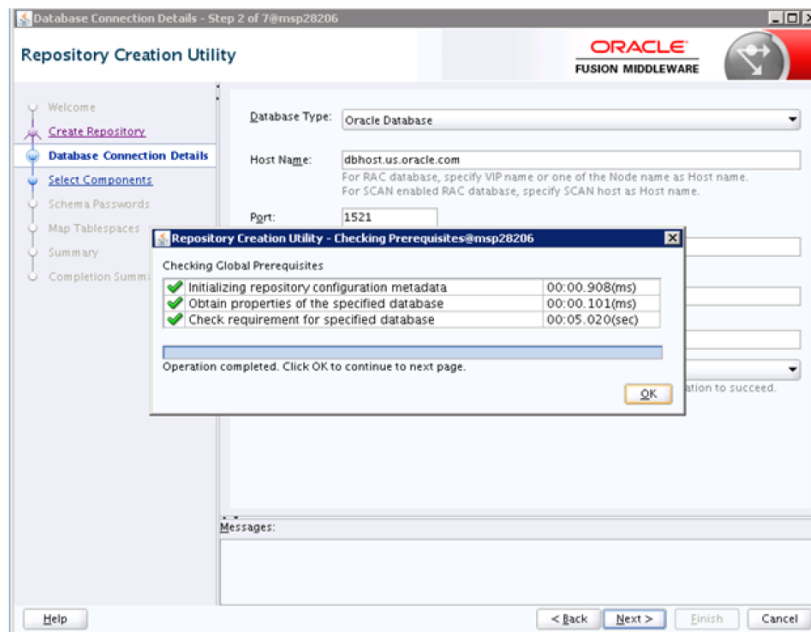 Database Connection Details - Step 2 of 7@msp28206
Repository Creation Utility
ORACLE
FUSION MIDDLEWARE
Welcome
Create Repository
Database Connection Details
Select Components
Schema Passwords
Map Tablespaces
Summary
Completion Summ
Database Type:
Oracle Database
Host Name:
dbhost.us.oracle.com
For RAC database, specify VIP name or one of the Node name as Host name.
For SCAN enabled RAC database, specify SCAN host as Host name.
Port:
1521
Repository Creation Utility - Checking Prerequisites@msp28206
Checking Global Prerequisites
Initializing repository configuration metadata 00:00.908(ms)
Obtain properties of the specified database 00:00.101(ms)
Check requirement for specified database 00:05.020(sec)
Operation completed. Click OK to continue to next page.
OK
ation to succeed.
Messages:
Help
< Back
Next >
Finish
Cancel